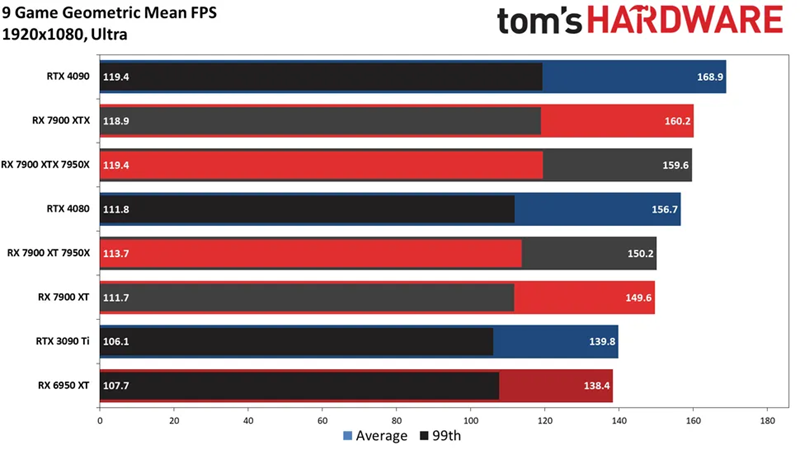 9 Game Geometric Mean FPS
1920x1080, Ultra
tom's HARDWARE
RTX 4090 119.4 168.9
RX 7900 XTX 118.9 160.2
RX 7900 XTX 7950X 119.4 159.6
RTX 4080 111.8 156.7
RX 7900 XT 7950X 113.7 150.2
RX 7900 XT 111.7 149.6
RTX 3090 Ti 106.1 139.8
RX 6950 XT 107.7 138.4
0 20 40 60 80 100 120 140 160 180
Average 99th